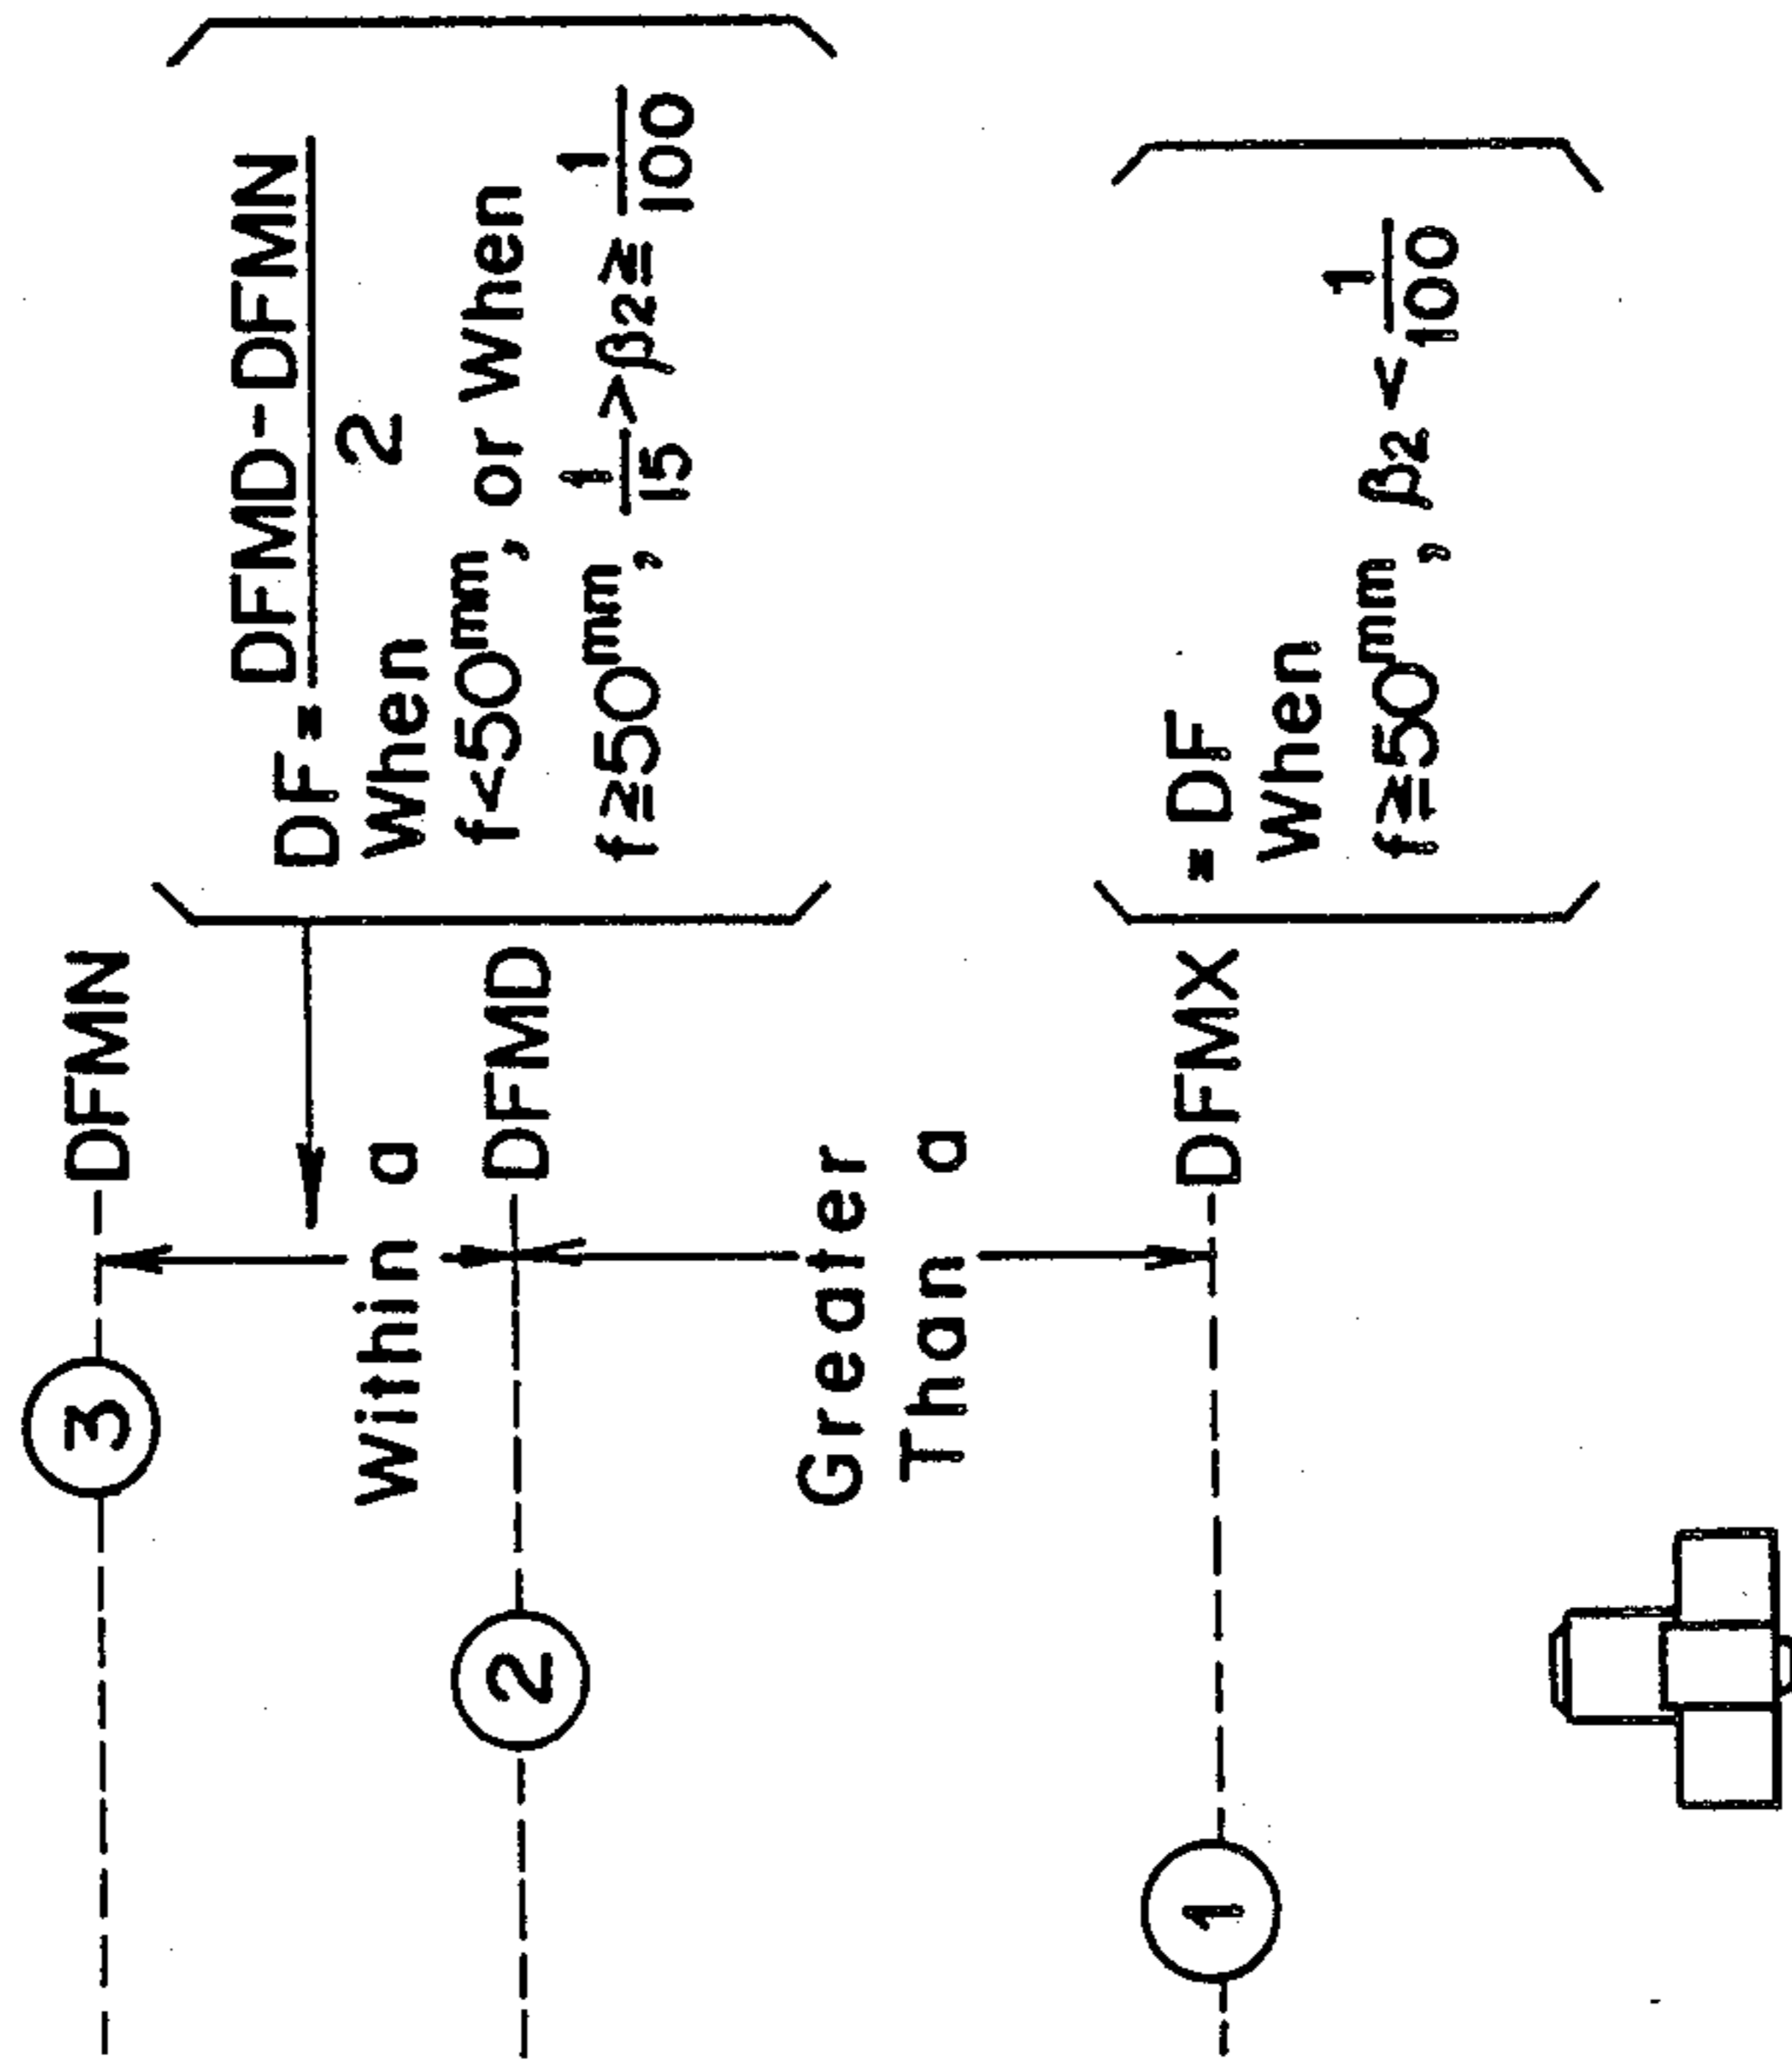 3
DFMN
DF = DFMD-DFMN / 2
When
f<50mm, or When
f≧50mm, 1/15 > β2 ≧ 1/100
Within a
2
DFMD
Greater
Than a
1
DFMX
= DF
When
f≧50mm, β2 < 1/100